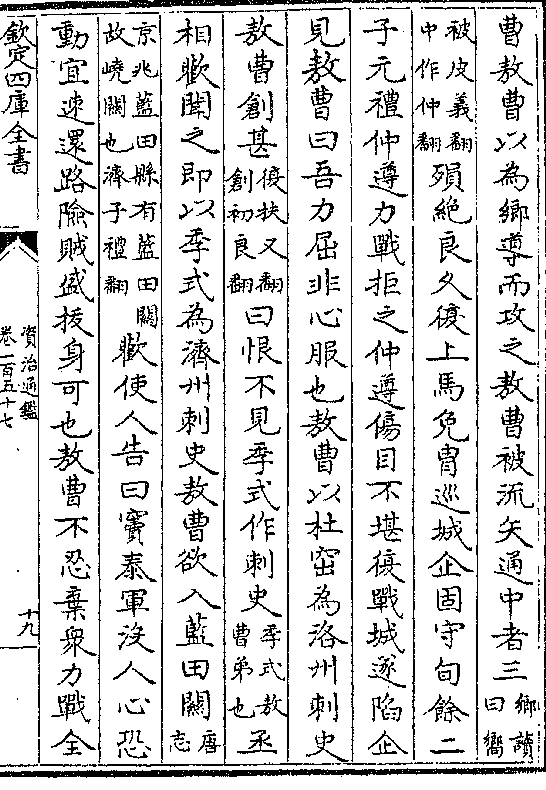 曹敖曹以為鄉導而攻之敖曹被流矢通中者三鄉讀曰嚮
被皮義翻中作仲翻殞絶良久復上馬免胄巡城企固守旬餘二
子元禮仲遵力戰拒之仲遵傷目不堪復戰城遂陷企
見敖曹曰吾力屈非心服也敖曹以杜窋為洛州刺史
敖曹創甚復扶又翻創初良翻曰恨不見季式作刺史季式敖曹弟也丞
相歡聞之即以季式為濟州刺史敖曹欲入藍田關唐志
京兆藍田縣有藍田關故嶢關也濟子禮翻歡使人告曰竇泰軍沒人心恐
動宜速還路險賊盛拔身可也敖曹不忍棄衆力戰全
欽定四庫全書
資治通鑑
卷一百五十七
十九